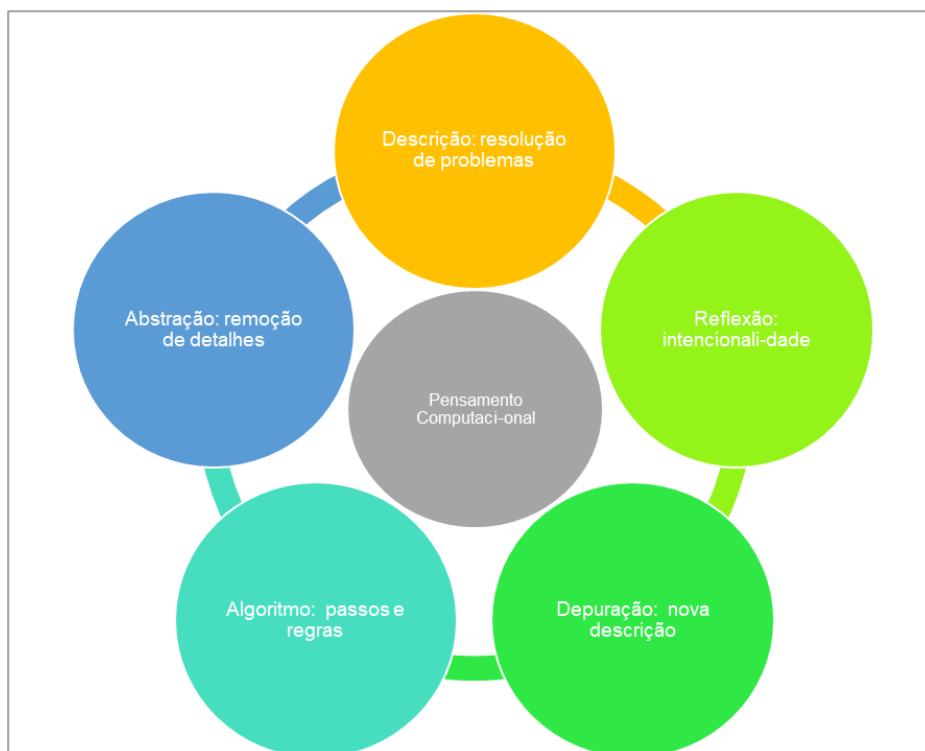 Descrição: resolução
de problemas
Abstração: remoção
de detalhes
Reflexão:
intencionali-dade
Pensamento
Computaci-onal
Algoritmo:  passos e
regras
Depuração:  nova
descrição